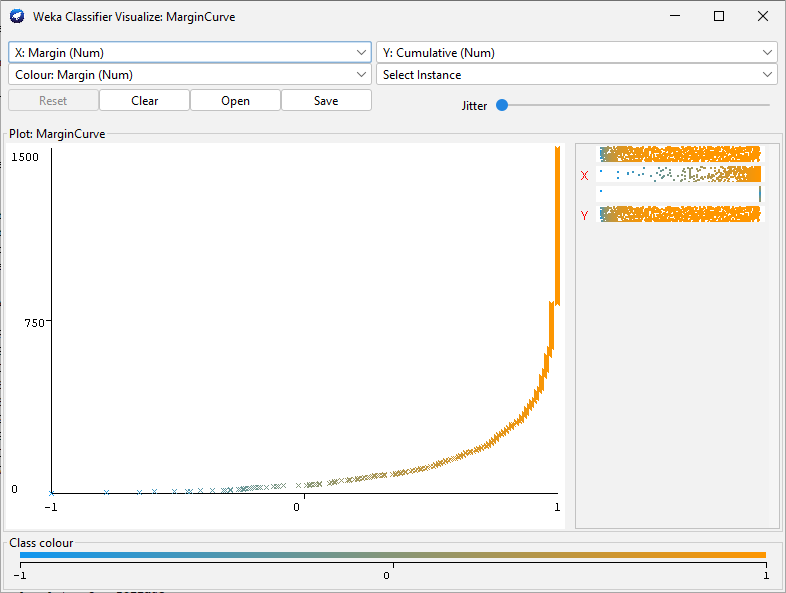 Weka Classifier Visualize: MarginCurve
X: Margin (Num)
Y: Cumulative (Num)
Colour: Margin (Num)
Select Instance
Reset
Clear
Open
Save
Jitter
Plot: MarginCurve
1500
750
0
-1
0
1
X
Y
Class colour
-1
0
1